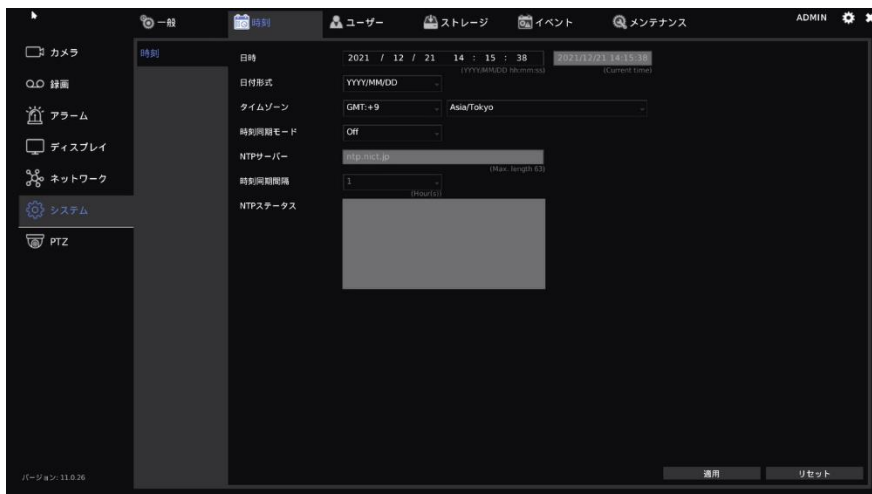 一般 時刻 ユーザー ストレージ イベント メンテナンス ADMIN
カメラ
録画
アラーム
ディスプレイ
ネットワーク
システム
PTZ
時刻
日時 2021 / 12 / 21 14 : 15 : 38 2021/12/21 14:15:38
(YYYY/MM/DD hh:mm:ss) (Current time)
日付形式 YYYY/MM/DD
タイムゾーン GMT:+9 Asia/Tokyo
時刻同期モード Off
NTPサーバー ntp.nict.jp
(Max. length 63)
時刻同期間隔 1
(Hour(s))
NTPステータス
バージョン: 11.0.26
適用 リセット